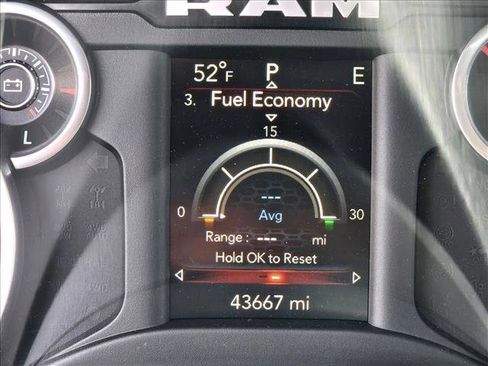 RAM
52°F P E
3. Fuel Economy
15
---
Avg
0 30
Range : --- mi
Hold OK to Reset
43667 mi
L